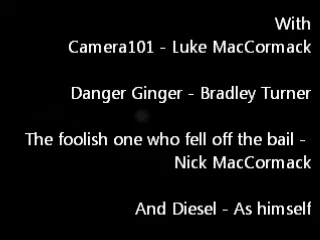 With
Camera101 - Luke MacCormack
Danger Ginger - Bradley Turner
The foolish one who fell off the bail -
Nick MacCormack
And Diesel - As himself